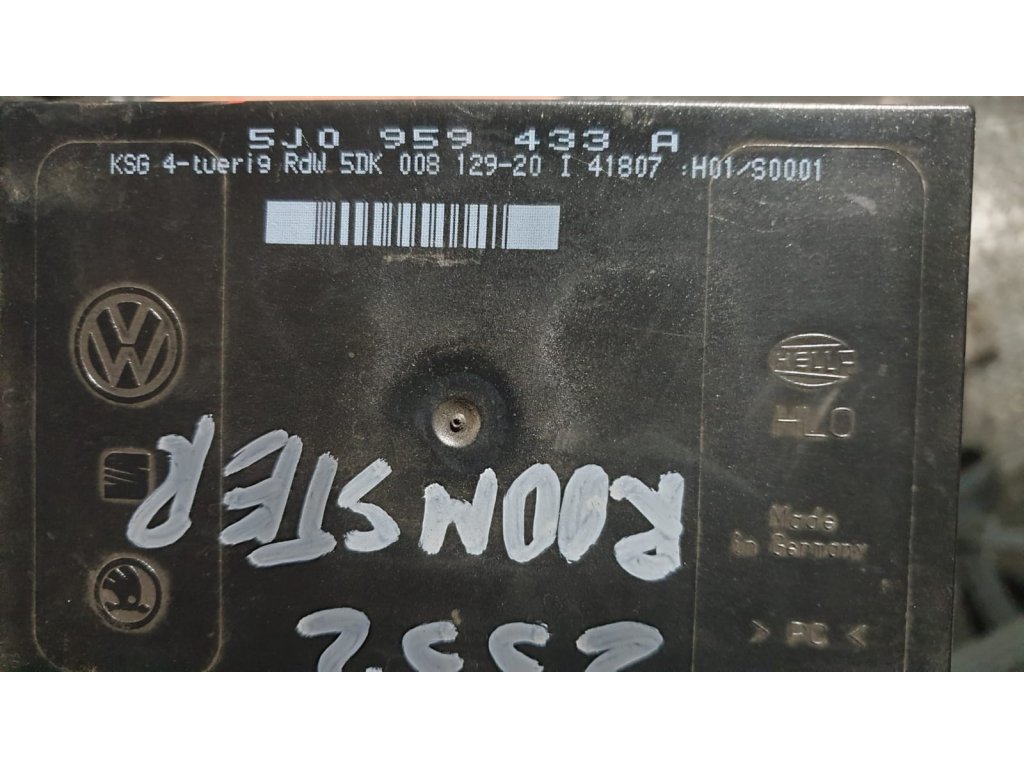 5J0 959 433 A
KSG 4-tuerig RdW 5DK 008 129-20 I 41807 :H01/S0001
HELLA
HLO
Made
in Germany
> PC <
ROOMSTER